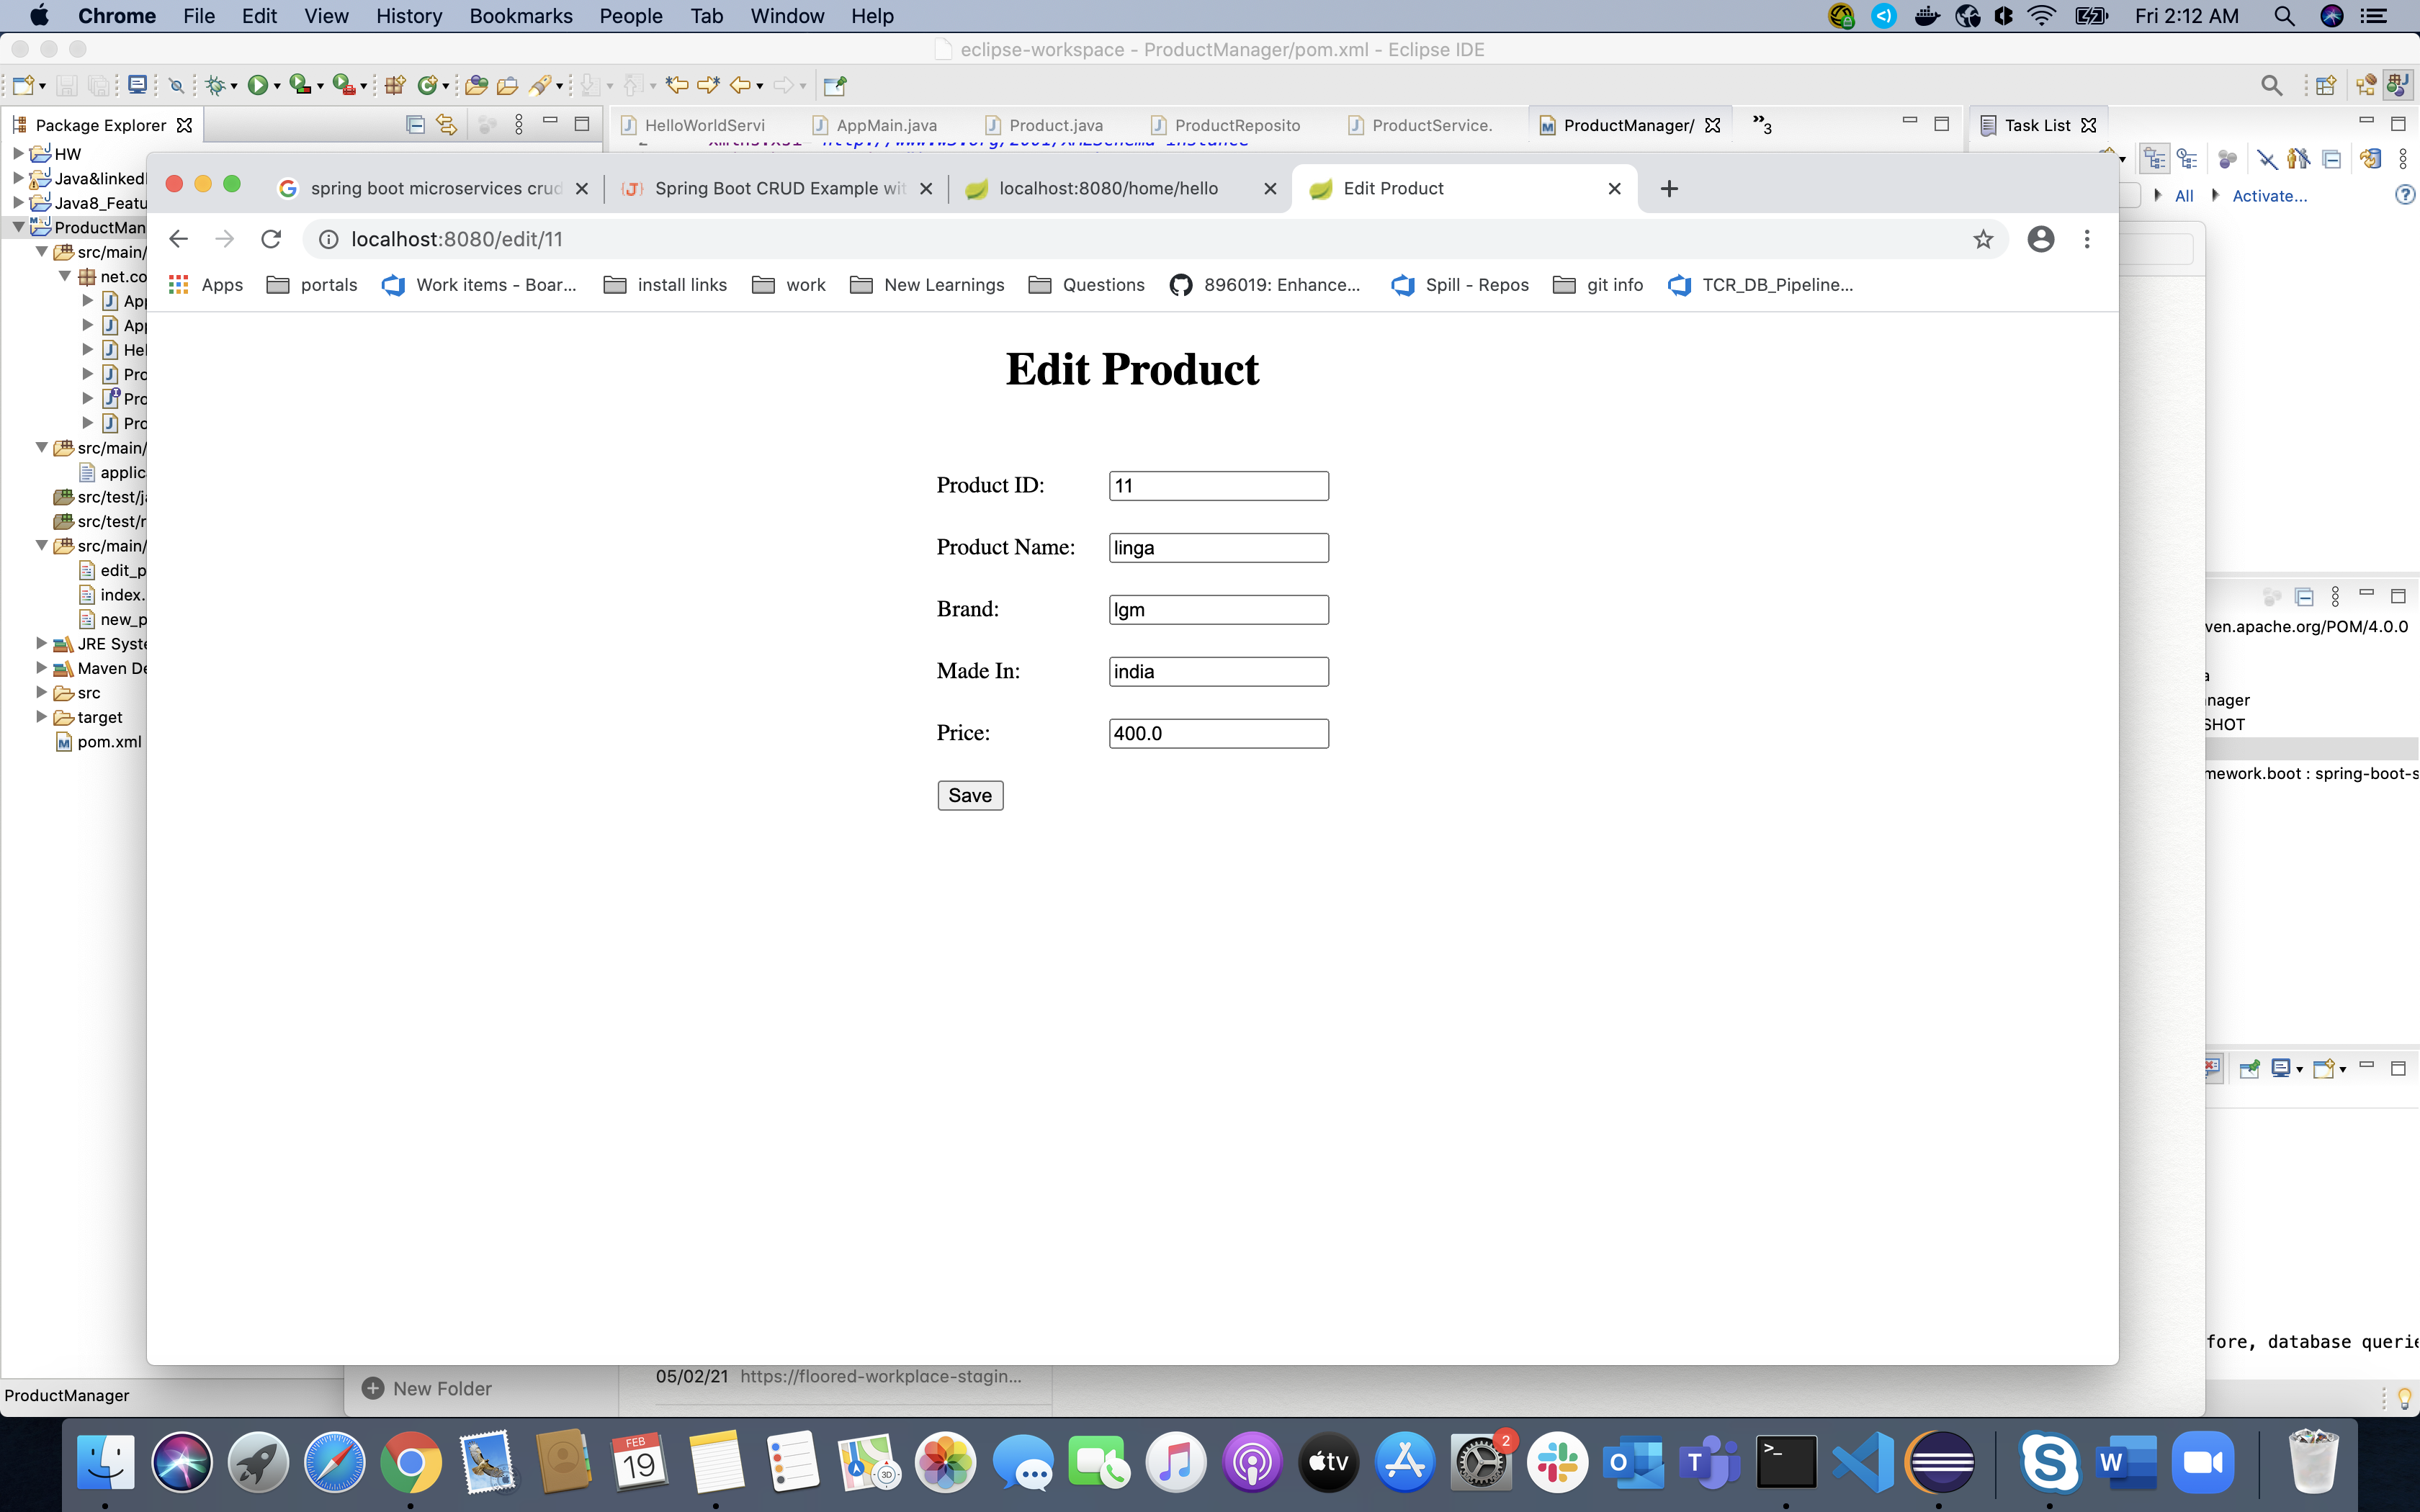 Chrome File Edit View History Bookmarks People Tab Window Help Fri 2:12 AM
eclipse-workspace - ProductManager/pom.xml - Eclipse IDE
Package Explorer HelloWorldServi AppMain.java Product.java ProductReposito ProductService. ProductManager/ 3 Task List
All Activate...
HW
Java&linkedl
Java8_Featu
ProductMan
src/main/
net.co
App
App
Hel
Pro
Pro
Pro
src/main/
applic
src/test/ja
src/test/r
src/main/
edit_p
index.
new_p
JRE Syste
Maven De
src
target
pom.xml
spring boot microservices crud Spring Boot CRUD Example wit localhost:8080/home/hello Edit Product
localhost:8080/edit/11
Apps portals Work items - Boar... install links work New Learnings Questions 896019: Enhance... Spill - Repos git info TCR_DB_Pipeline...
Edit Product
Product ID: 11
Product Name: linga
Brand: lgm
Made In: india
Price: 400.0
Save
ven.apache.org/POM/4.0.0
a
nager
SHOT
nework.boot : spring-boot-s
fore, database querie
05/02/21 https://floored-workplace-stagin...
New Folder
ProductManager
FEB
19
3D
tv
2